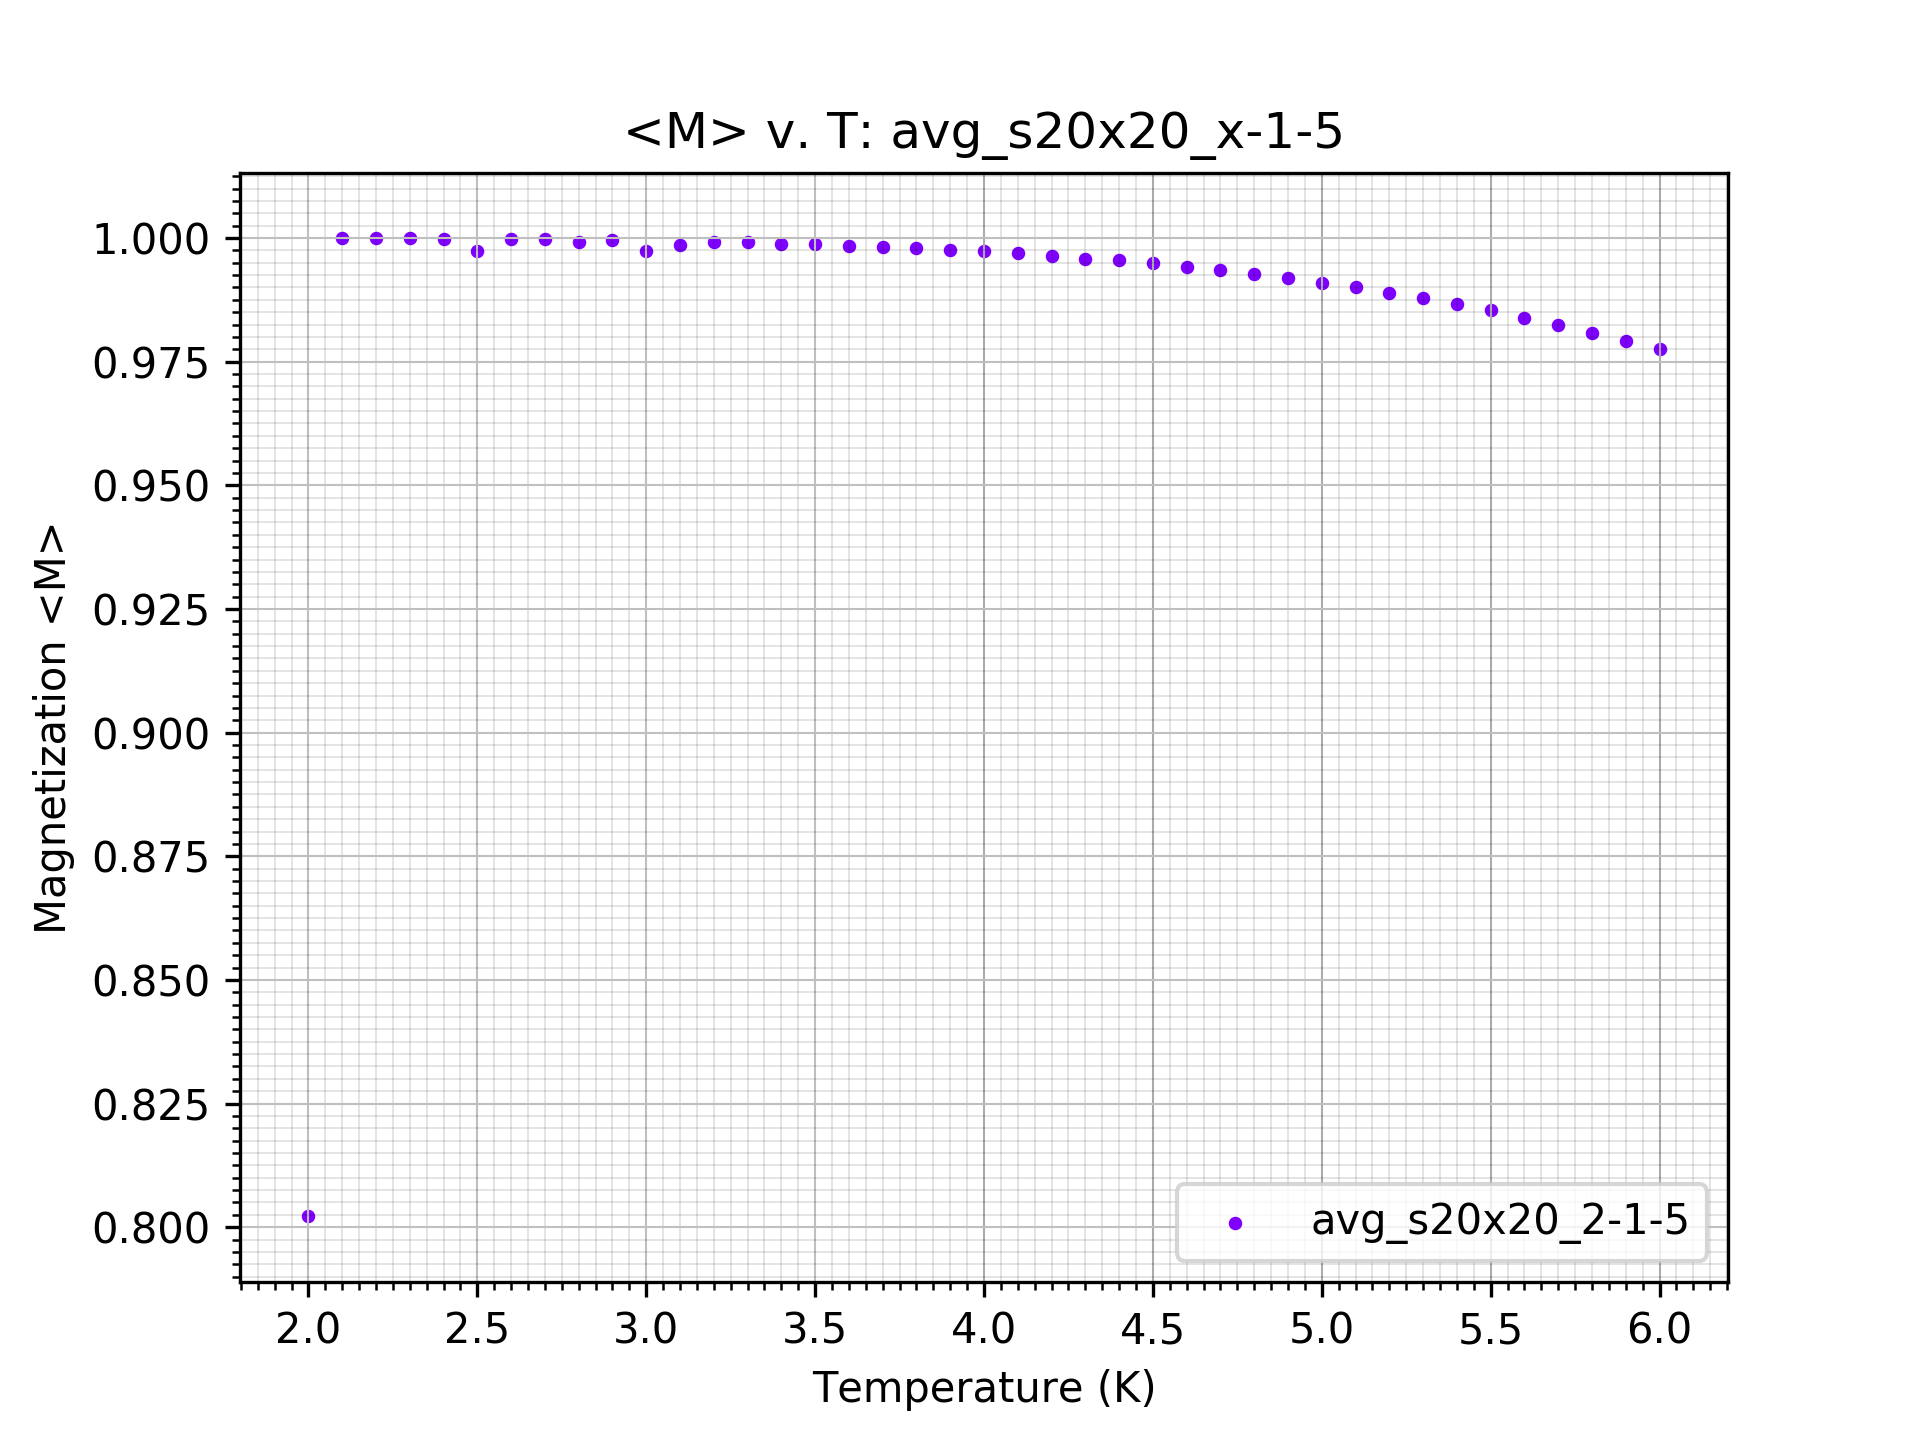 <M> v. T: avg_s20x20_x-1-5
Magnetization <M>
1.000
0.975
0.950
0.925
0.900
0.875
0.850
0.825
0.800
avg_s20x20_2-1-5
2.0 2.5 3.0 3.5 4.0 4.5 5.0 5.5 6.0
Temperature (K)